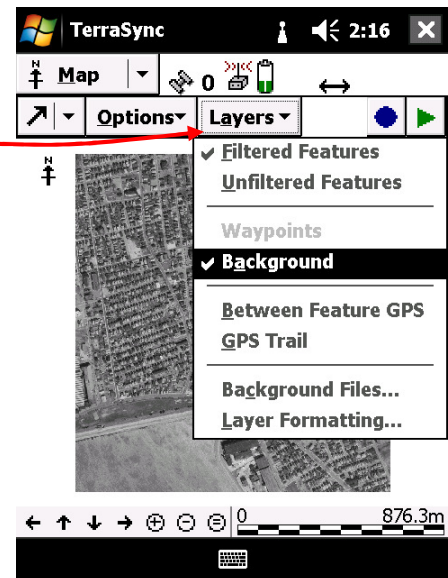 TerraSync 2:16
N Map 0
Options Layers
N
Filtered Features
Unfiltered Features
Waypoints
Background
Between Feature GPS
GPS Trail
Background Files...
Layer Formatting...
0 876.3m